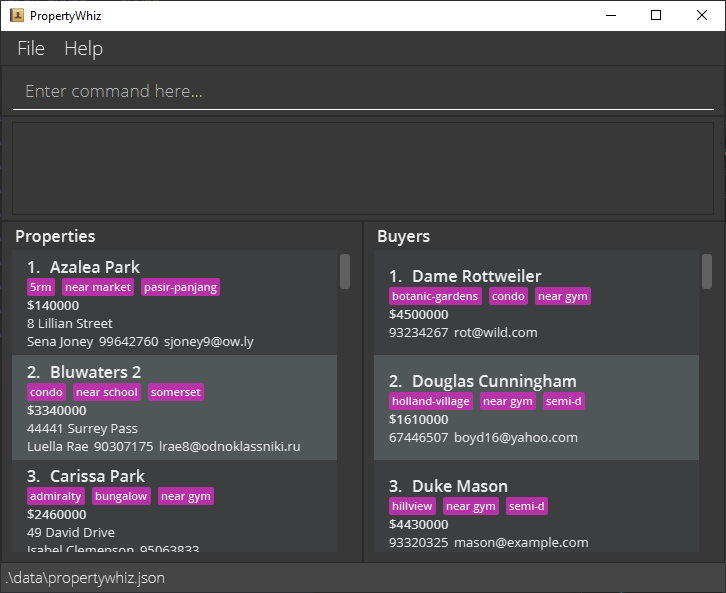 PropertyWhiz
File Help
Enter command here...
Properties
1. Azalea Park
5rm near market pasir-panjang
$140000
8 Lillian Street
Sena Joney 99642760 sjoney9@ow.ly
2. Bluwaters 2
condo near school somerset
$3340000
44441 Surrey Pass
Luella Rae 90307175 lrae8@odnoklassniki.ru
3. Carissa Park
admiralty bungalow near gym
$2460000
49 David Drive
Isabel Clemenson 95063833
Buyers
1. Dame Rottweiler
botanic-gardens condo near gym
$4500000
93234267 rot@wild.com
2. Douglas Cunningham
holland-village near gym semi-d
$1610000
67446507 boyd16@yahoo.com
3. Duke Mason
hillview near gym semi-d
$4430000
93320325 mason@example.com
.\data\propertywhiz.json